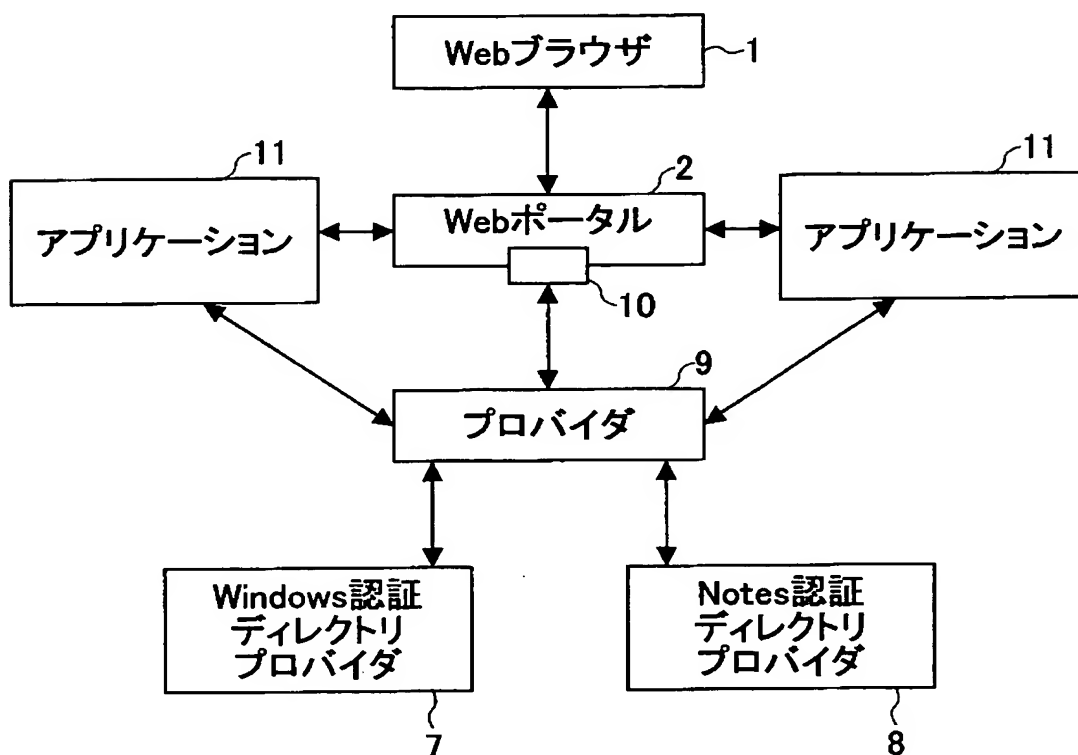 Webブラウザ
1
11
アプリケーション
2
Webポータル
10
11
アプリケーション
9
プロバイダ
Windows認証
ディレクトリ
プロバイダ
7
Notes認証
ディレクトリ
プロバイダ
8